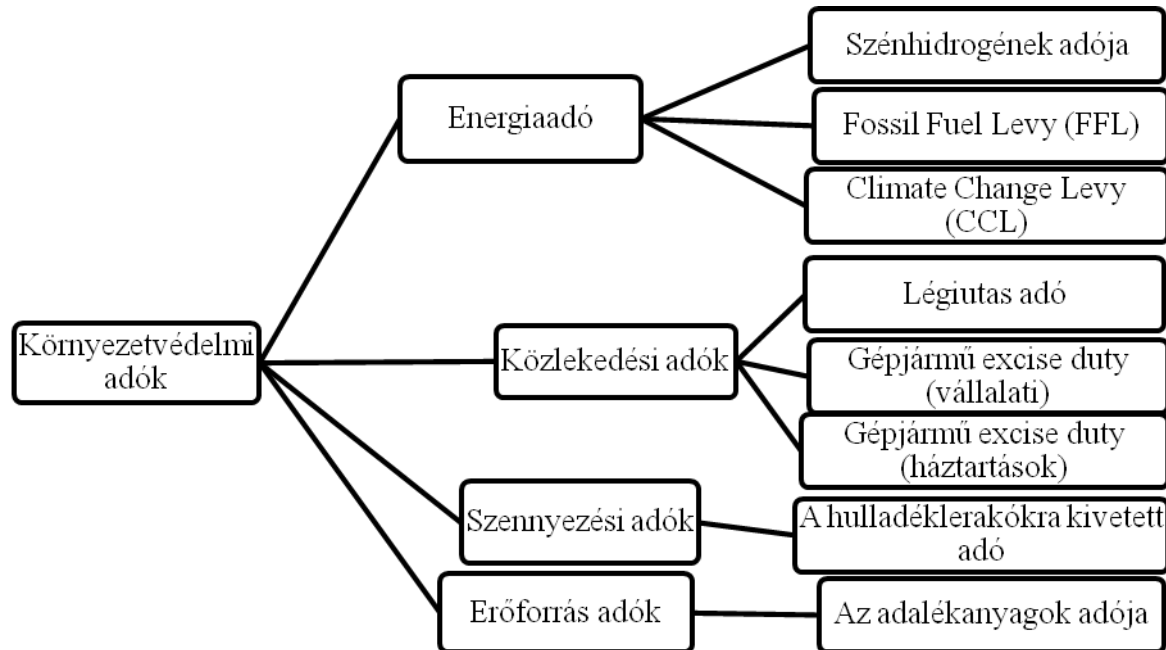 Környezetvédelmi
adók
Energiaadó
Szénhidrogének adója
Fossil Fuel Levy (FFL)
Climate Change Levy
(CCL)
Közlekedési adók
Légiutas adó
Gépjármű excise duty
(vállalati)
Gépjármű excise duty
(háztartások)
Szennyezési adók
A hulladéklerakókra kivetett
adó
Erőforrás adók
Az adalékanyagok adója